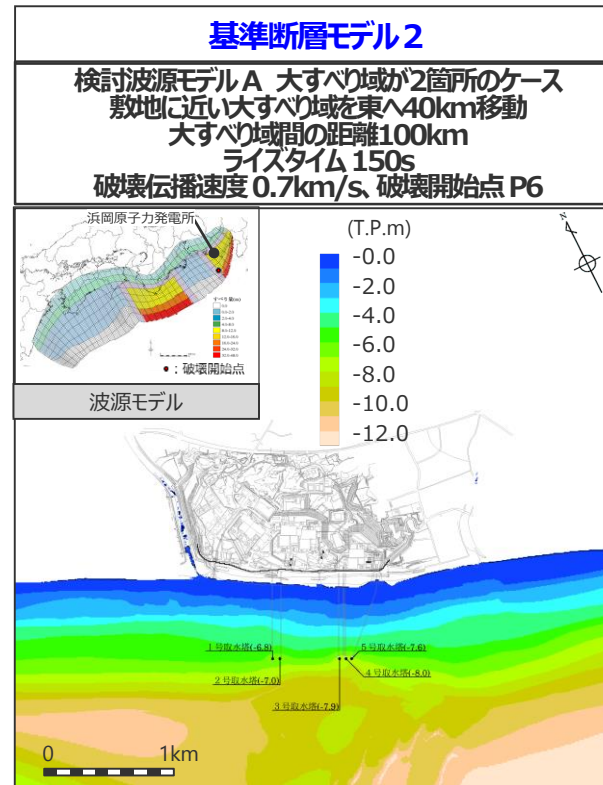 基準断層モデル2
検討波源モデルA 大すべり域が2箇所のケース
敷地に近い大すべり域を東へ40km移動
大すべり域間の距離100km
ライズタイム 150s
破壊伝播速度 0.7km/s、破壊開始点 P6
浜岡原子力発電所
すべり量(m)
●：破壊開始点
波源モデル
(T.P.m)
-0.0
-2.0
-4.0
-6.0
-8.0
-10.0
-12.0
N
1号取水塔(-6.8)
5号取水塔(-7.6)
2号取水塔(-7.0)
4号取水塔(-8.0)
3号取水塔(-7.9)
0 1km